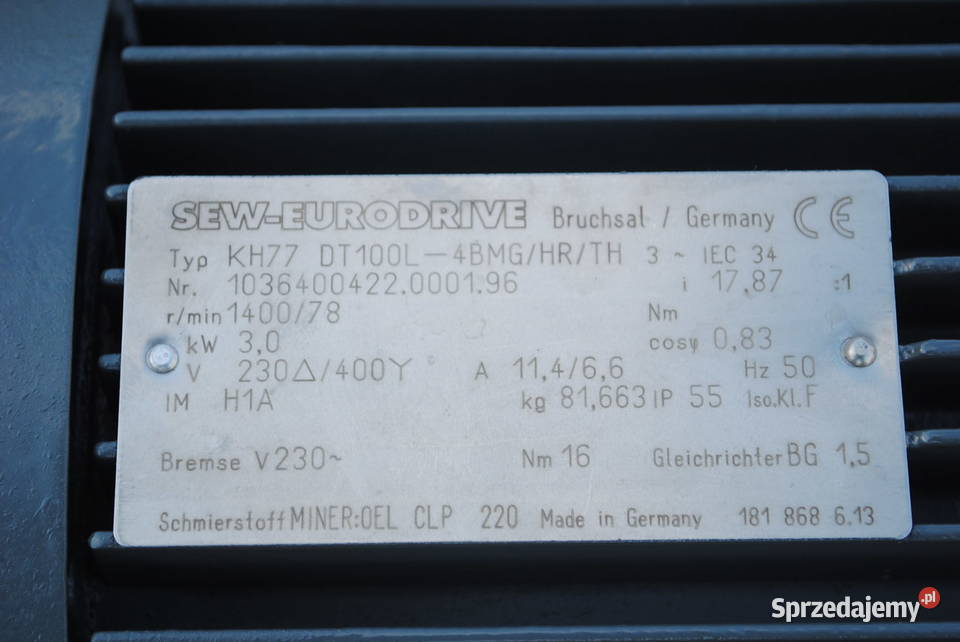 SEW-EURODRIVE Bruchsal / Germany CE
Typ KH77 DT100L-4BMG/HR/TH 3 ~ IEC 34
Nr. 1036400422.0001.96 i 17,87 :1
r/min 1400/78 Nm
kW 3,0 cosφ 0,83
V 230△/400Y A 11,4/6,6 Hz 50
IM H1A kg 81,663 IP 55 Iso.Kl. F
Bremse V 230~ Nm 16 Gleichrichter BG 1,5
Schmierstoff MINER:OEL CLP 220 Made in Germany 181 868 6.13
Sprzedajemy.pl